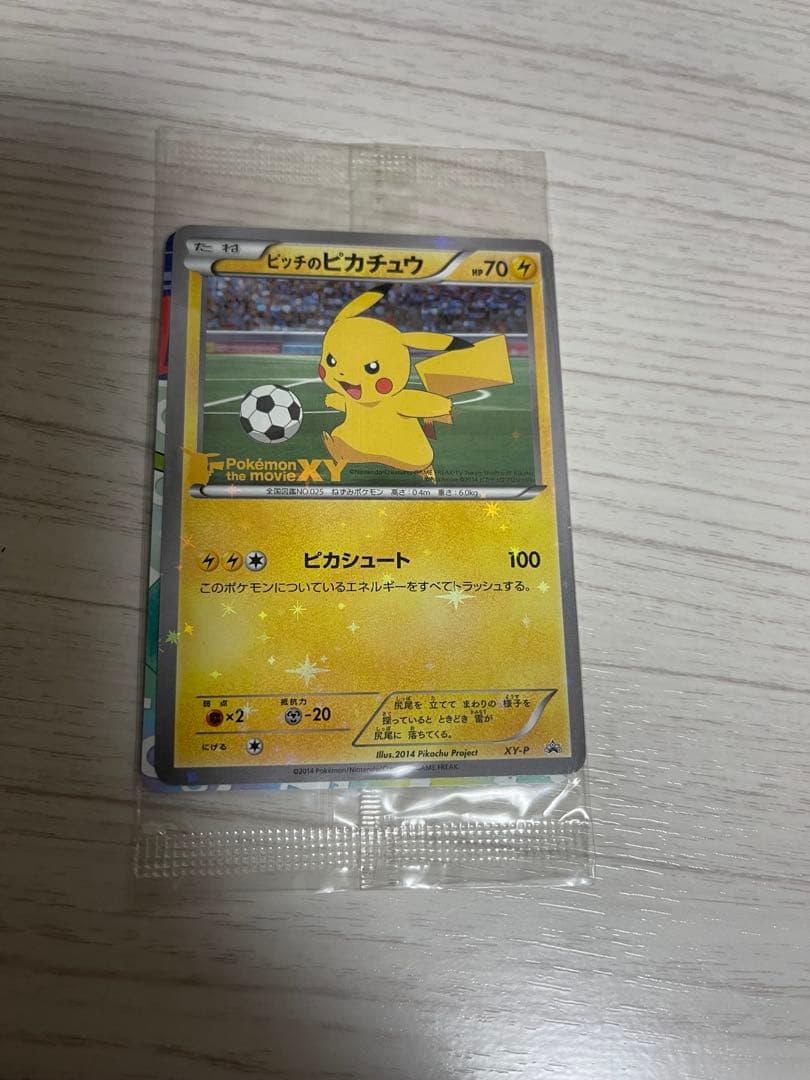 たね
ピッチのピカチュウ HP70
Pokémon
the movie XY
全国図鑑NO.025 ねずみポケモン 高さ:0.4m 重さ:6.0kg
ピカシュート 100
このポケモンについているエネルギーをすべてトラッシュする。
弱点 抵抗力
×2 -20
にげる
尻尾を 立てて まわりの 様子を
探っていると ときどき 雷が
尻尾に 落ちてくる。
Illus.2014 Pikachu Project XY-P
©2014 Pokémon/Nintendo/ GAME FREAK.